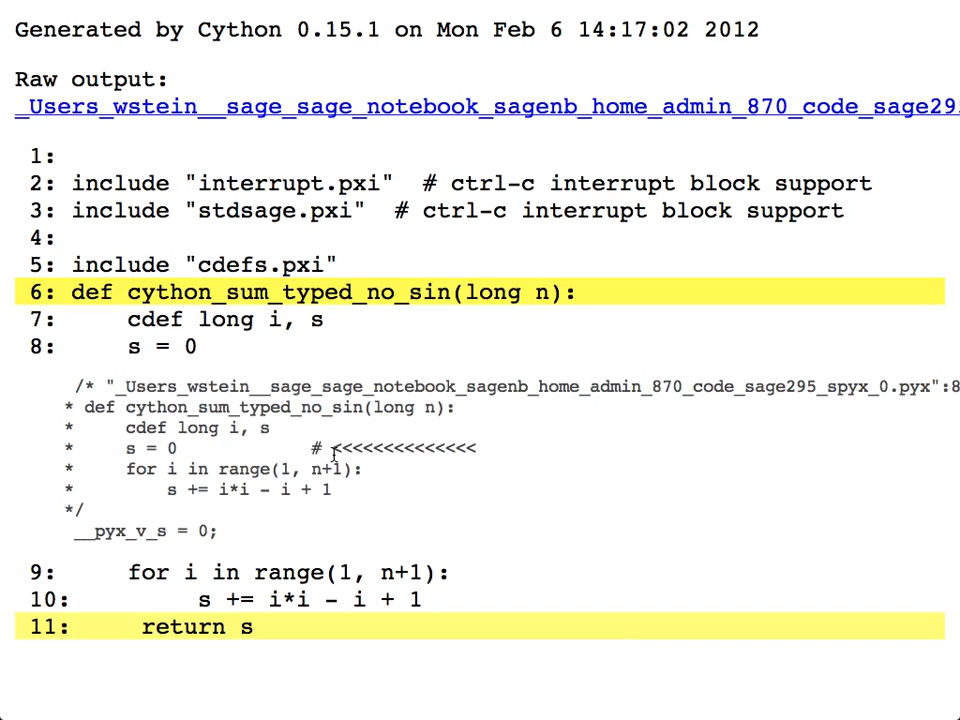 Generated by Cython 0.15.1 on Mon Feb 6 14:17:02 2012
Raw output:
_Users_wstein__sage_sage_notebook_sagenb_home_admin_870_code_sage295
1:
2: include "interrupt.pxi"  # ctrl-c interrupt block support
3: include "stdsage.pxi"  # ctrl-c interrupt block support
4:
5: include "cdefs.pxi"
6: def cython_sum_typed_no_sin(long n):
7:     cdef long i, s
8:     s = 0
/* "_Users_wstein__sage_sage_notebook_sagenb_home_admin_870_code_sage295_spyx_0.pyx":8
* def cython_sum_typed_no_sin(long n):
*     cdef long i, s
*     s = 0             # <<<<<<<<<<<<<<
*     for i in range(1, n+1):
*         s += i*i - i + 1
*/
__pyx_v_s = 0;
9:     for i in range(1, n+1):
10:         s += i*i - i + 1
11:     return s